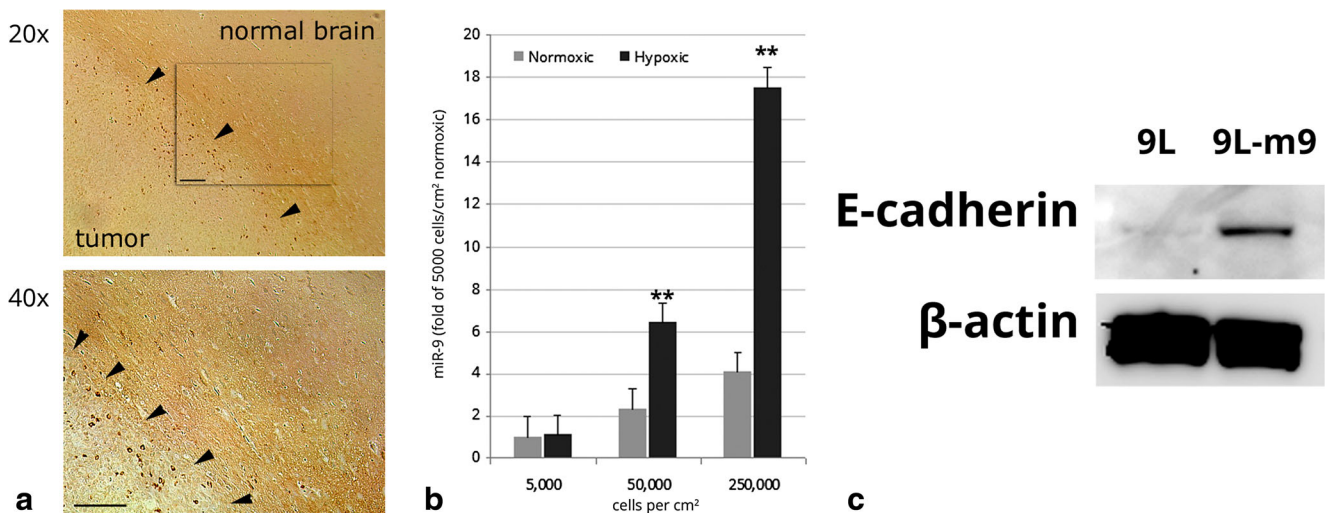 20x
normal brain
tumor
40x
a
miR-9 (fold of 5000 cells/cm² normoxic)
20
18
16
14
12
10
8
6
4
2
0
Normoxic
Hypoxic
**
**
5,000
50,000
250,000
cells per cm²
b
9L
9L-m9
E-cadherin
β-actin
c